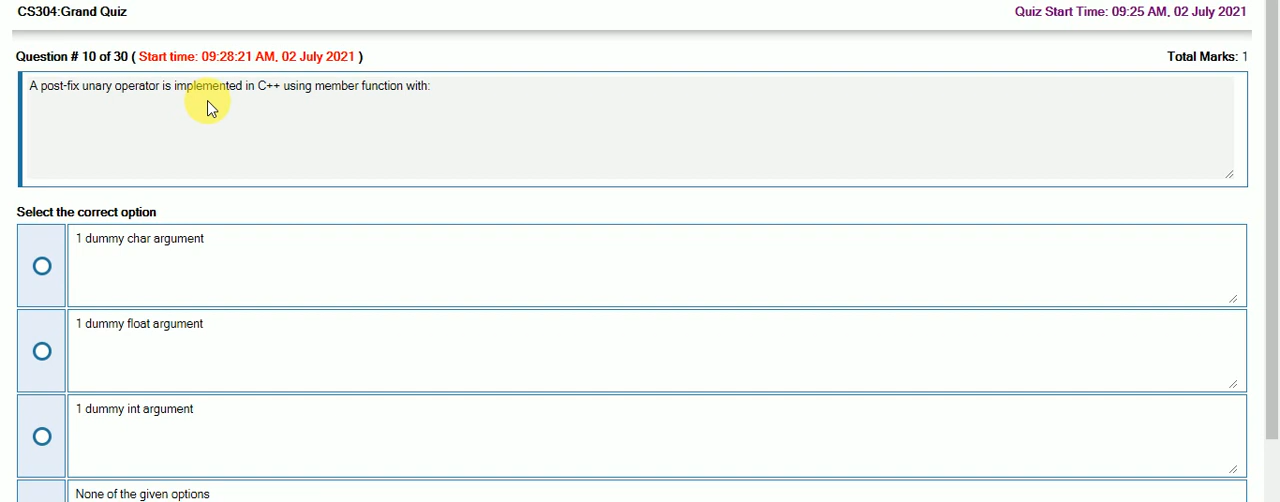 CS304:Grand Quiz
Quiz Start Time: 09:25 AM, 02 July 2021
Question # 10 of 30 ( Start time: 09:28:21 AM, 02 July 2021 )
Total Marks: 1
A post-fix unary operator is implemented in C++ using member function with:
Select the correct option
1 dummy char argument
1 dummy float argument
1 dummy int argument
None of the given options